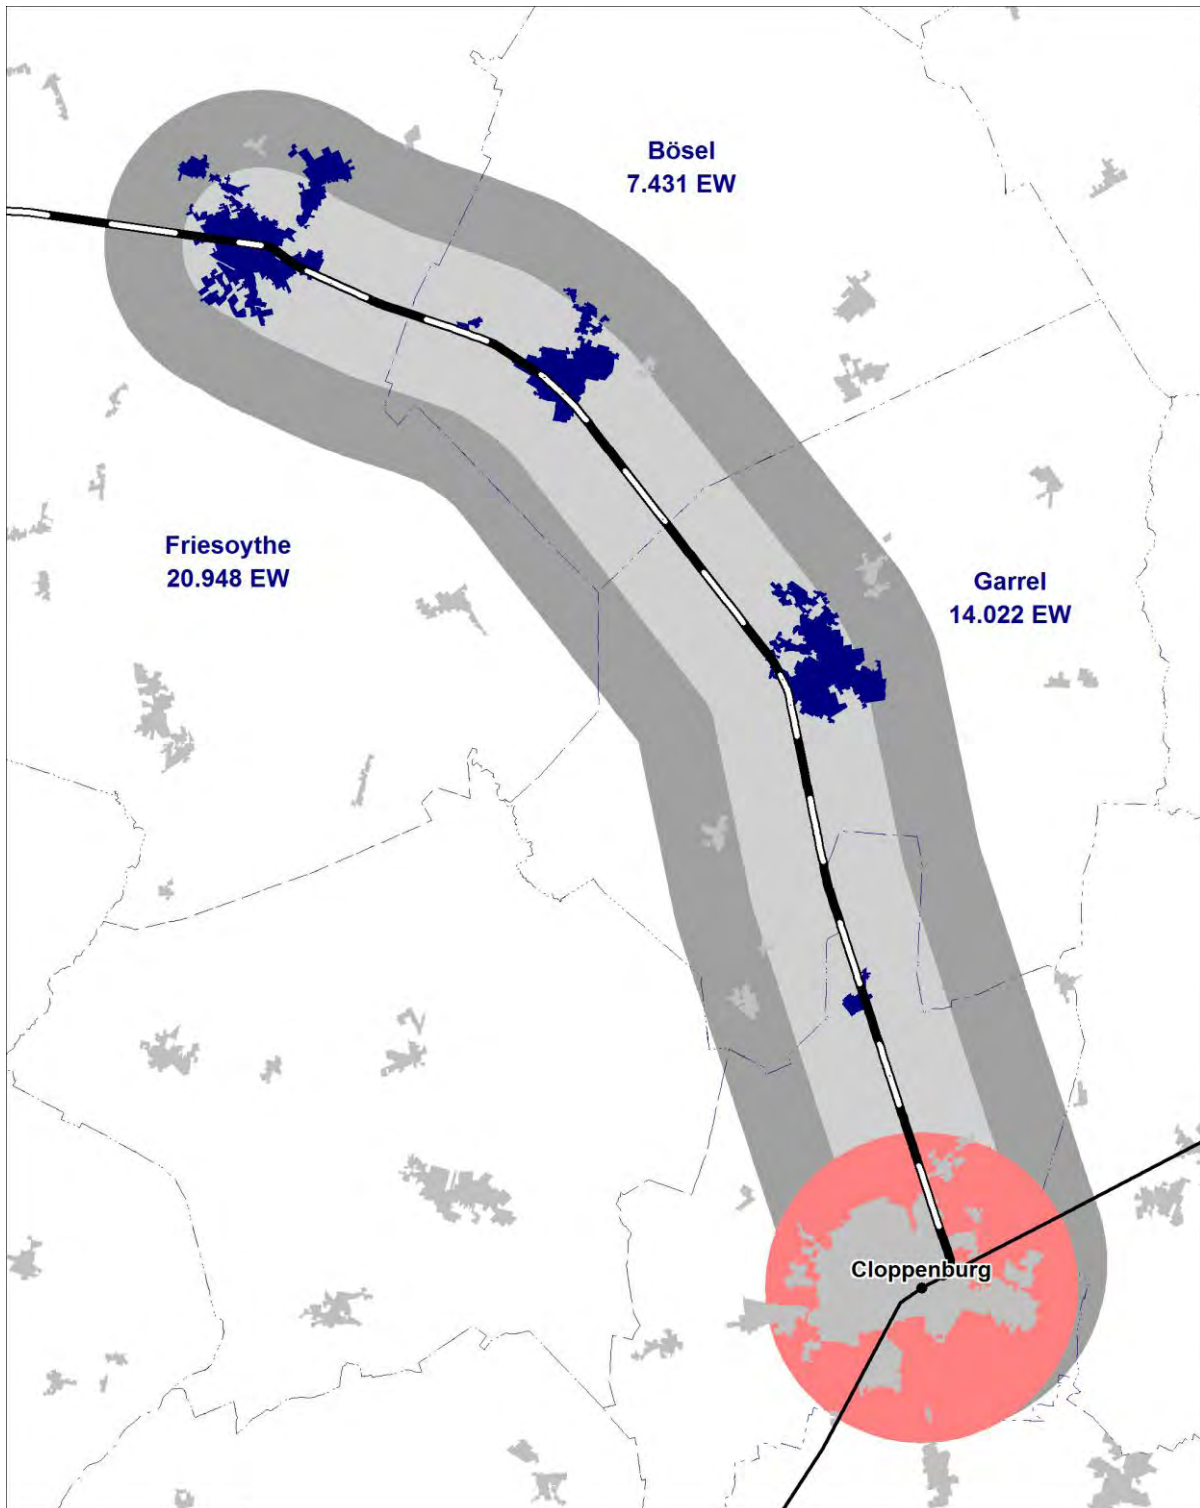 Bösel
7.431 EW
Friesoythe
20.948 EW
Garrel
14.022 EW
Cloppenburg